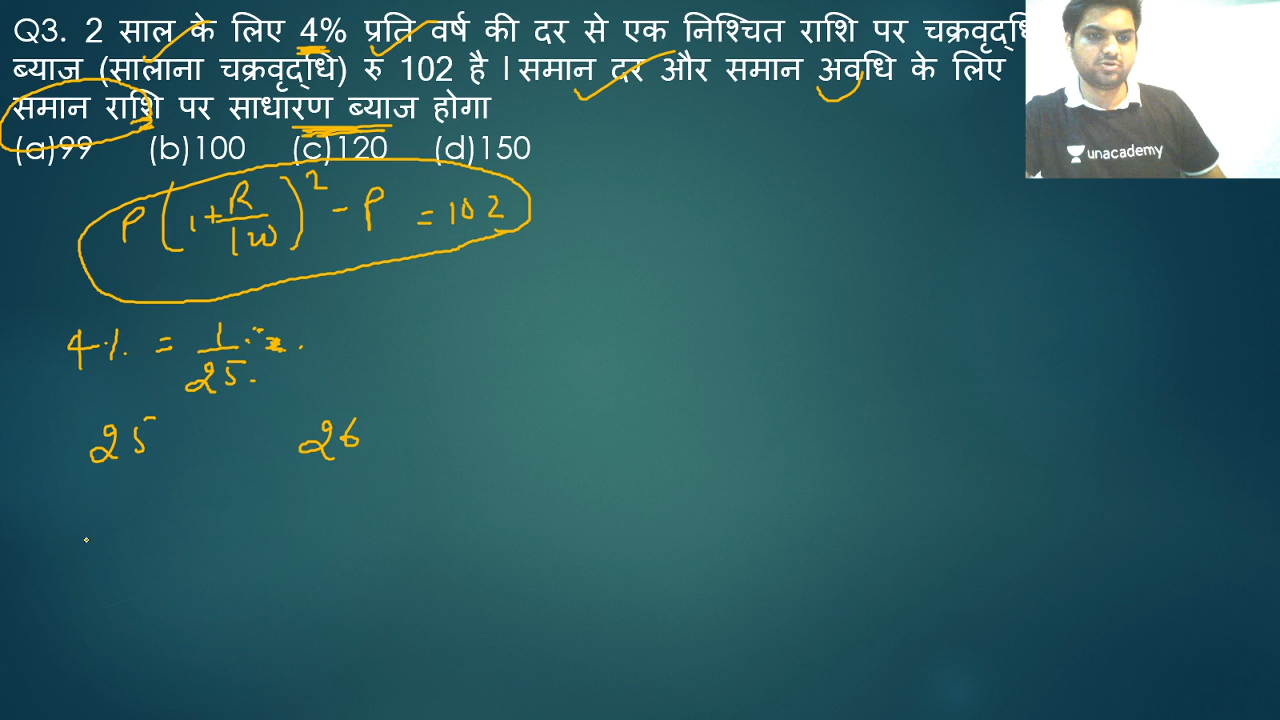 Q3. 2 साल के लिए 4% प्रति वर्ष की दर से एक निश्चित राशि पर चक्रवृद्धि
ब्याज (सालाना चक्रवृद्धि) रु 102 है । समान दर और समान अवधि के लिए
समान राशि पर साधारण ब्याज होगा
(a)99 (b)100 (c)120 (d)150
unacademy
P(1+R/100)² - P = 102
4% = 1/25
25 26